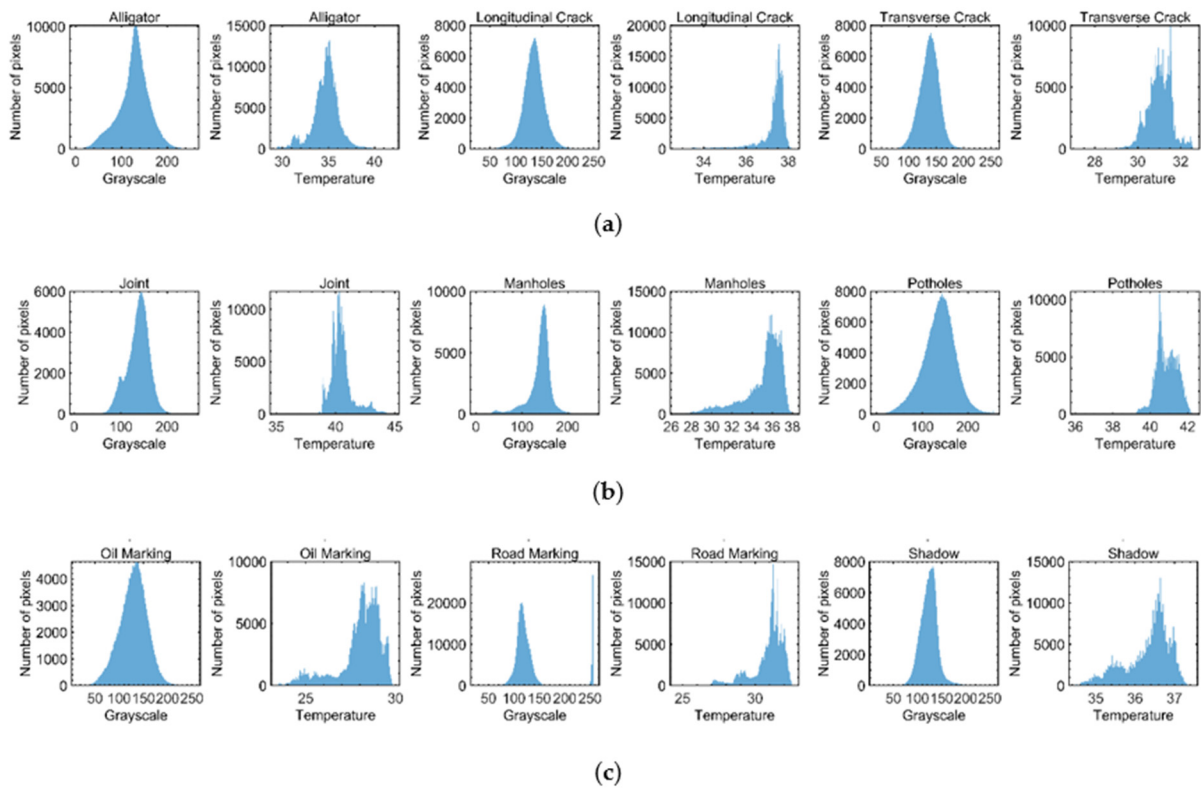 Alligator Alligator Longitudinal Crack Longitudinal Crack Transverse Crack Transverse Crack
Number of pixels 10000 5000 0 Number of pixels 15000 10000 5000 0 Number of pixels 8000 6000 4000 2000 0 Number of pixels 20000 15000 10000 5000 0 Number of pixels 8000 6000 4000 2000 0 Number of pixels 10000 5000 0
0 100 200 30 35 40 50 100 150 200 250 34 36 38 50 100 150 200 250 28 30 32
Grayscale Temperature Grayscale Temperature Grayscale Temperature
(a)
Joint Joint Manholes Manholes Potholes Potholes
Number of pixels 6000 4000 2000 0 Number of pixels 10000 5000 0 Number of pixels 10000 5000 0 Number of pixels 15000 10000 5000 0 Number of pixels 8000 6000 4000 2000 0 Number of pixels 10000 5000 0
0 100 200 35 40 45 0 100 200 26 28 30 32 34 36 38 0 100 200 36 38 40 42
Grayscale Temperature Grayscale Temperature Grayscale Temperature
(b)
Oil Marking Oil Marking Road Marking Road Marking Shadow Shadow
Number of pixels 4000 3000 2000 1000 0 Number of pixels 10000 5000 0 Number of pixels 20000 10000 0 Number of pixels 15000 10000 5000 0 Number of pixels 8000 6000 4000 2000 0 Number of pixels 15000 10000 5000 0
50 100 150 200 250 25 30 50 100 150 200 250 25 30 50 100 150 200 250 35 36 37
Grayscale Temperature Grayscale Temperature Grayscale Temperature
(c)